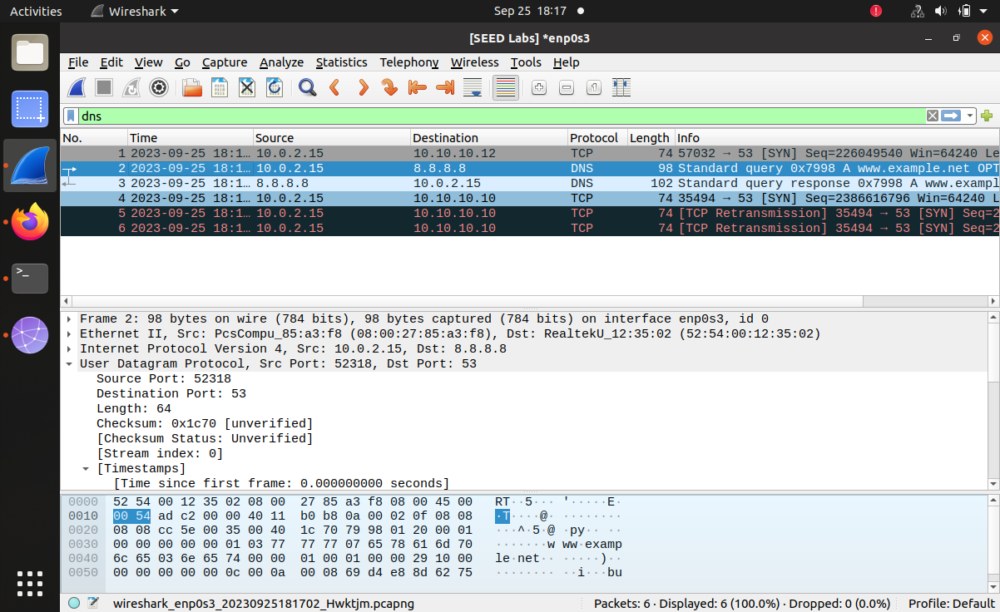 Activities Wireshark Sep 25 18:17
[SEED Labs] *enp0s3
File Edit View Go Capture Analyze Statistics Telephony Wireless Tools Help
dns
No. Time Source Destination Protocol Length Info
1 2023-09-25 18:1… 10.0.2.15 10.10.10.12 TCP 74 57032 → 53 [SYN] Seq=226049540 Win=64240 Le
2 2023-09-25 18:1… 10.0.2.15 8.8.8.8 DNS 98 Standard query 0x7998 A www.example.net OPT
3 2023-09-25 18:1… 8.8.8.8 10.0.2.15 DNS 102 Standard query response 0x7998 A www.exampl
4 2023-09-25 18:1… 10.0.2.15 10.10.10.10 TCP 74 35494 → 53 [SYN] Seq=2386616796 Win=64240 L
5 2023-09-25 18:1… 10.0.2.15 10.10.10.10 TCP 74 [TCP Retransmission] 35494 → 53 [SYN] Seq=2
6 2023-09-25 18:1… 10.0.2.15 10.10.10.10 TCP 74 [TCP Retransmission] 35494 → 53 [SYN] Seq=2
Frame 2: 98 bytes on wire (784 bits), 98 bytes captured (784 bits) on interface enp0s3, id 0
Ethernet II, Src: PcsCompu_85:a3:f8 (08:00:27:85:a3:f8), Dst: RealtekU_12:35:02 (52:54:00:12:35:02)
Internet Protocol Version 4, Src: 10.0.2.15, Dst: 8.8.8.8
User Datagram Protocol, Src Port: 52318, Dst Port: 53
Source Port: 52318
Destination Port: 53
Length: 64
Checksum: 0x1c70 [unverified]
[Checksum Status: Unverified]
[Stream index: 0]
[Timestamps]
[Time since first frame: 0.000000000 seconds]
0000 52 54 00 12 35 02 08 00 27 85 a3 f8 08 00 45 00 RT··5··· '·····E·
0010 00 54 ad c2 00 00 40 11 b0 b8 0a 00 02 0f 08 08 ·T····@· ········
0020 08 08 cc 5e 00 35 00 40 1c 70 79 98 01 20 00 01 ···^·5·@ ·py·· ··
0030 00 00 00 00 00 01 03 77 77 77 07 65 78 61 6d 70 ·······w ww·examp
0040 6c 65 03 6e 65 74 00 00 01 00 01 00 00 29 10 00 le·net·· ·····)··
0050 00 00 00 00 00 0c 00 0a 00 08 69 d4 e8 8d 62 75 ········ ··i···bu
wireshark_enp0s3_20230925181702_Hwktjm.pcapng Packets: 6 · Displayed: 6 (100.0%) · Dropped: 0 (0.0%) Profile: Default